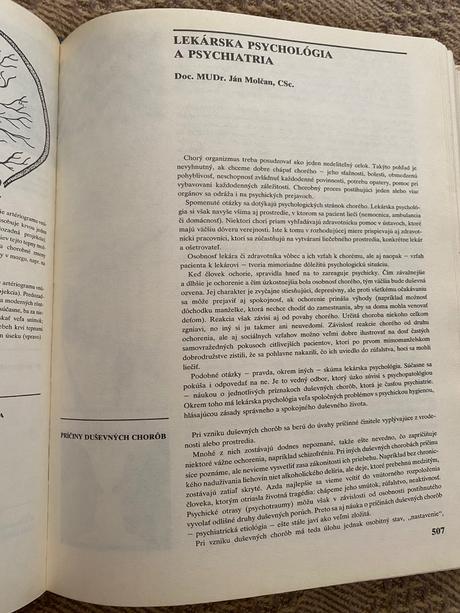 LEKÁRSKA PSYCHOLÓGIA
A PSYCHIATRIA
Doc. MUDr. Ján Molčan, CSc.
Chorý organizmus treba posudzovať ako jeden nedeliteľný celok. Takýto pohľad je
nevyhnutný, ak chceme dobre chápať chorého — jeho sťažnosti, bolesti, obmedzenú
pohyblivosť, neschopnosť zvládnuť každodenné povinnosti, potrebu opatery, pomoc pri
vybavovaní každodenných záležitostí. Chorobný proces postihujúci jeden alebo viac
orgánov sa odráža i na psychických prejavoch.
Spomenuté otázky sa dotýkajú psychologických stránok chorého. Lekárska psycholó-
gia si však navyše všíma aj prostredie, v ktorom sa pacient lieči (nemocnica, ambulancia
či domácnosť). Niektorí chorí priam vyhľadávajú zdravotnícku pomoc v ústavoch, ktoré
majú väčšiu dôveru verejnosti. Iste k tomu v rozhodujúcej miere prispievajú aj zdravot-
nícki pracovníci, ktorí sa zúčastňujú na vytváraní liečebného prostredia, konkrétne lekár
a ošetrovateľ.
Osobnosť lekára či zdravotníka vôbec a ich vzťah k chorému, ale aj naopak — vzťah
pacienta k lekárovi — tvoria mimoriadne dôležitú psychologickú situáciu.
Keď človek ochorie, spravidla hneď na to zareaguje psychicky. Čím závažnejšie
a dlhšie je ochorenie a čím úzkostnejšia bola osobnosť chorého, tým väčšia bude duševná
ozvena. Jej charakter je zvyčajne stiesňujúci, depresívny, ale proti všetkému očakávaniu
sa môže prejaviť aj spokojnosť, ak ochorenie prináša výhody (napríklad možnosť
dôchodku manželke, ktorá nechce chodiť do zamestnania, aby sa doma mohla venovať
deťom). Reakcia však závisí aj od povahy chorého. Určitá choroba niekoho celkom
zgniavi, no iný si ju takmer ani neuvedomí. Závislosť reakcie chorého od druhu
ochorenia, ale aj sociálnych vzťahov možno veľmi dobre ilustrovať na dosť častých
samovražedných pokusoch citlivejších pacientov, ktorí po prvom mimomanželskom
dobrodružstve zistili, že sa pohlavne nakazili, čo ich uviedlo do zúfalstva, hoci sa mohli
liečiť.
Podobné otázky — pravda, okrem iných — skúma lekárska psychológia. Súčasne sa
pokúša i odpovedať na ne. Je to vedný odbor, ktorý úzko súvisí s psychopatológiou
— náukou o jednotlivých príznakoch duševných chorôb, ktorá je časťou psychiatrie.
Okrem toho má lekárska psychológia veľa spoločných problémov s psychickou hygienou,
hlásajúcou zásady správneho a spokojného duševného života.
PRÍČINY DUŠEVNÝCH CHORÔB
Pri vzniku duševných chorôb sa berú do úvahy príčinné činitele vyplývajúce z vrode-
nosti alebo prostredia.
Mnohé z nich zostávajú dodnes nepoznané, takže ešte nevedno, čo zapríčiňuje
niektoré vážne ochorenia, napríklad schizofréniu. Pri iných duševných chorobách príčinu
síce poznáme, ale nevieme vysvetliť zasa zákonitosti ich priebehu. Napríklad bez chronic-
kého nadužívania liehovín niet alkoholického delíria, ale deje, ktoré prebehnú medzitým,
zostávajú zatiaľ skryté. Azda najlepšie sa vieme vcítiť do vnútorného rozpoloženia
človeka, ktorým otriasla životná tragédia; chápeme jeho smútok, zúfalstvo, neaktívnosť.
Psychické otrasy (psychotraumy) môžu však v závislosti od osobnosti postihnutého
vyvolať odlišné druhy duševných porúch. Preto sa aj náuka o príčinách duševných chorôb
— psychiatrická etiológia — ešte stále javí ako veľmi zložitá.
Pri vzniku duševných chorôb má teda úlohu jednak osobitný stav, „nastavenie“,
507